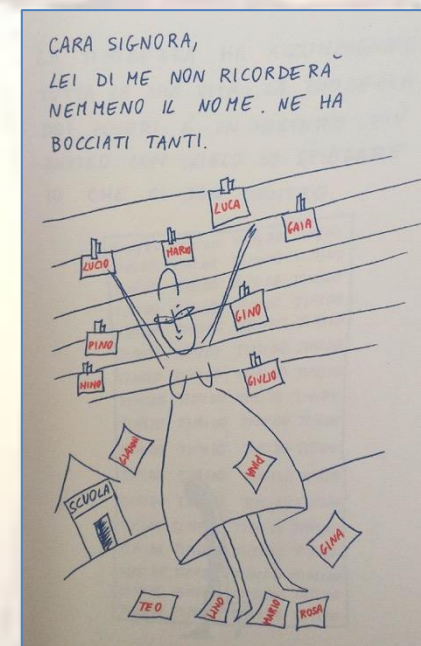 CARA SIGNORA,
LEI DI ME NON RICORDERÀ
NEMMENO IL NOME. NE HA
BOCCIATI TANTI.
LUCA
GAIA
MARIO
LUCIO
GINO
PINO
NINO
GIULIO
GIANNI
PINA
SCUOLA
GINA
TEO
LINO
MARIO
ROSA